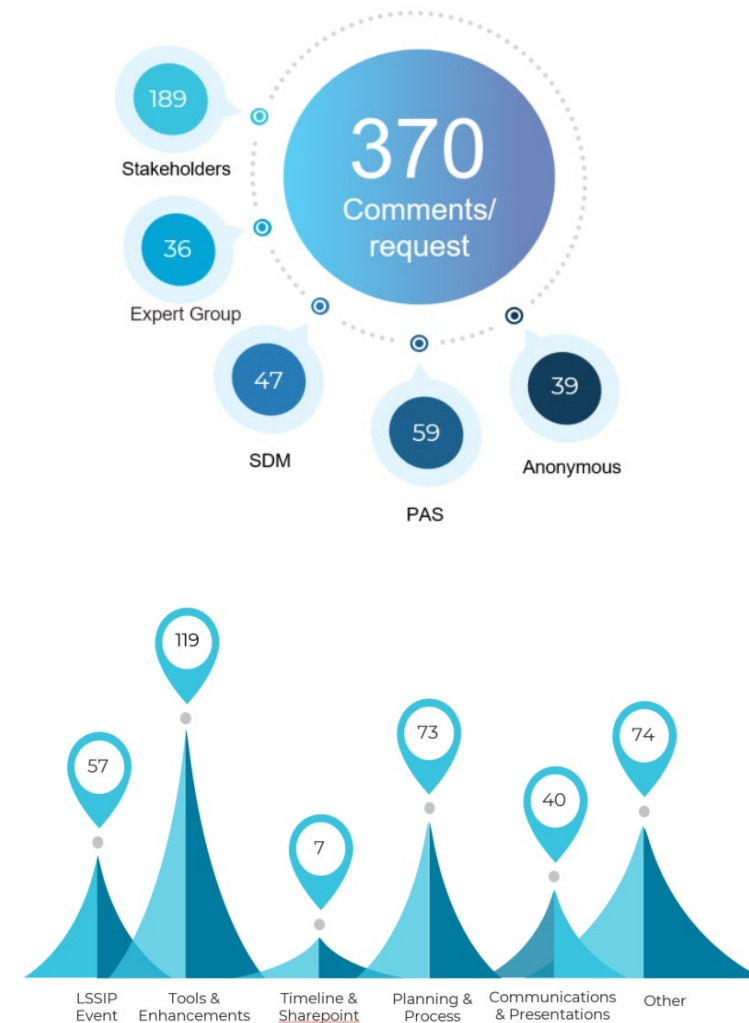 370
Comments/
request
189
Stakeholders
36
Expert Group
47
SDM
59
PAS
39
Anonymous
119
57
73
74
7
40
LSSIP
Event
Tools &
Enhancements
Timeline &
Sharepoint
Planning &
Process
Communications
& Presentations
Other